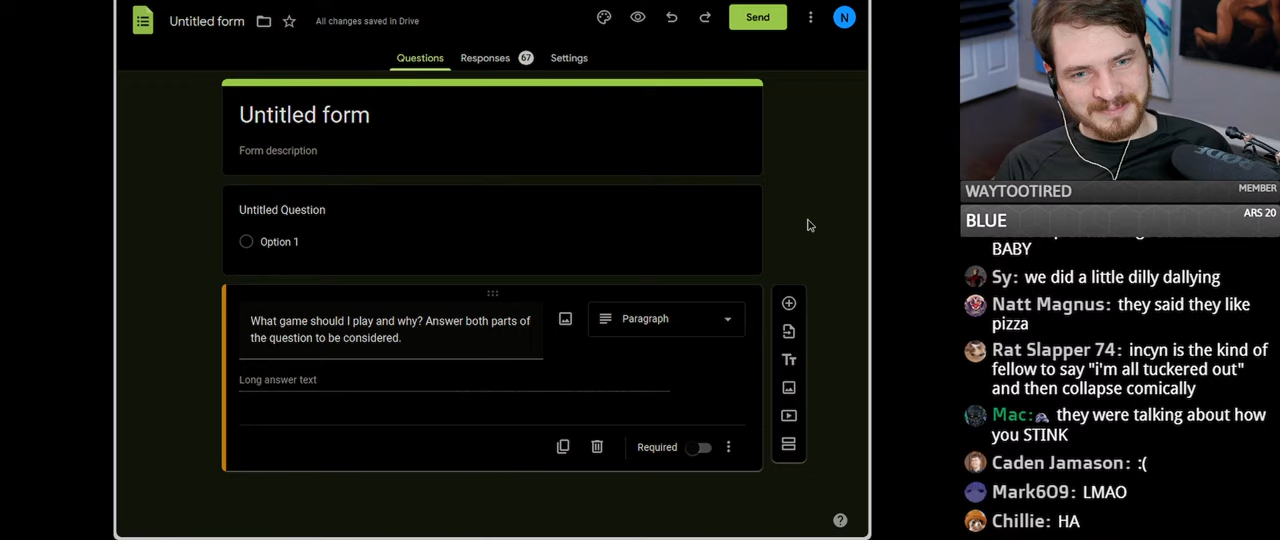 Untitled form
All changes saved in Drive
Send
N
Questions
Responses 67
Settings
Untitled form
Form description
Untitled Question
Option 1
What game should I play and why? Answer both parts of
the question to be considered.
Paragraph
Long answer text
Required
RØDE
WAYTOOTIRED
MEMBER
BLUE
ARS 20
BABY
Sy: we did a little dilly dallying
Natt Magnus: they said they like
pizza
Rat Slapper 74: incyn is the kind of
fellow to say "i'm all tuckered out"
and then collapse comically
Mac: they were talking about how
you STINK
Caden Jamason: :(
Mark609: LMAO
Chillie: HA